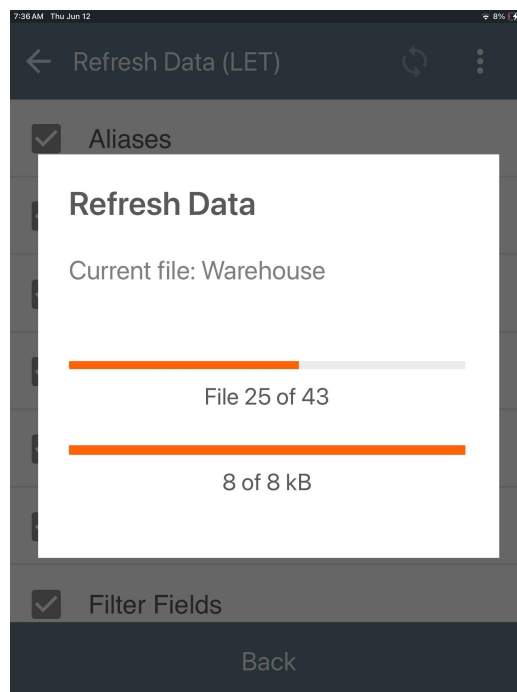 7:36 AM Thu Jun 12
8%
Refresh Data (LET)
Aliases
Refresh Data
Current file: Warehouse
File 25 of 43
8 of 8 kB
Filter Fields
Back